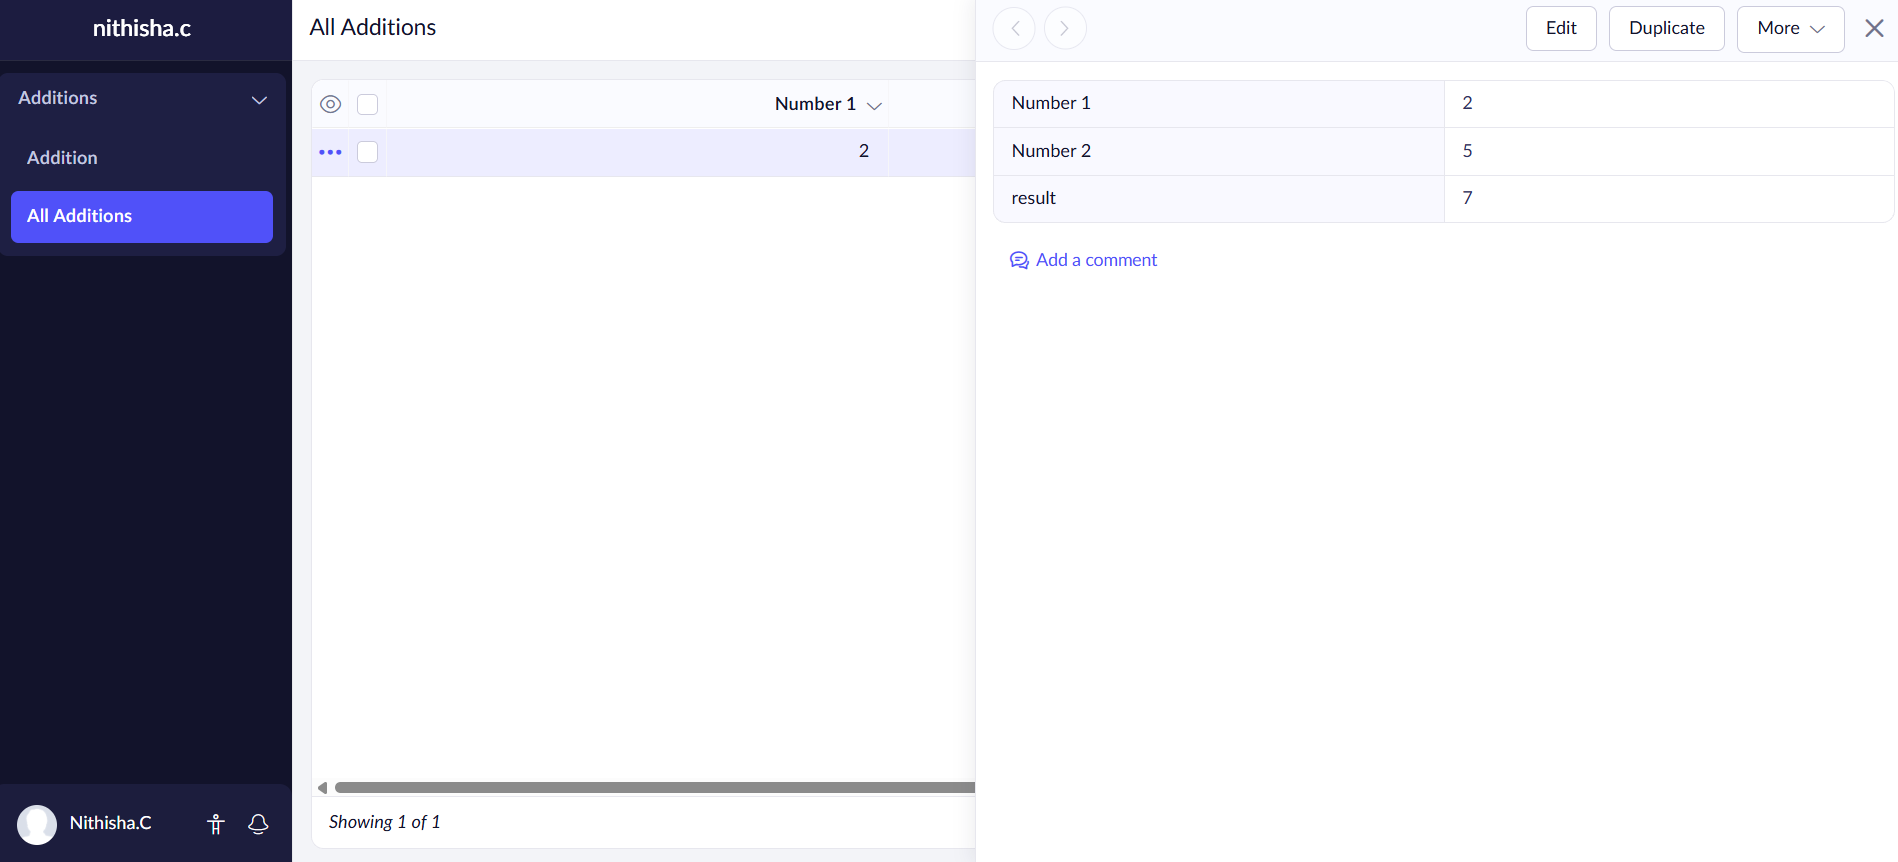 nithisha.c
Additions
Addition
All Additions
Nithisha.C
All Additions
Number 1
2
Showing 1 of 1
Edit
Duplicate
More
Number 1 2
Number 2 5
result 7
Add a comment